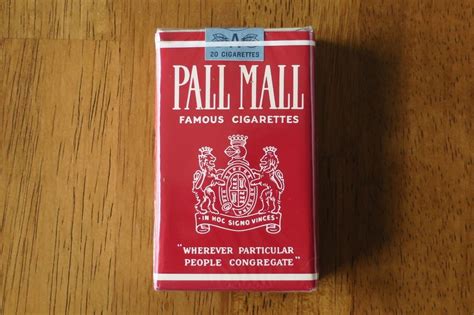 20 CIGARETTES
PALL MALL
FAMOUS CIGARETTES
IN HOC SIGNO VINCES
"WHEREVER PARTICULAR
PEOPLE CONGREGATE"